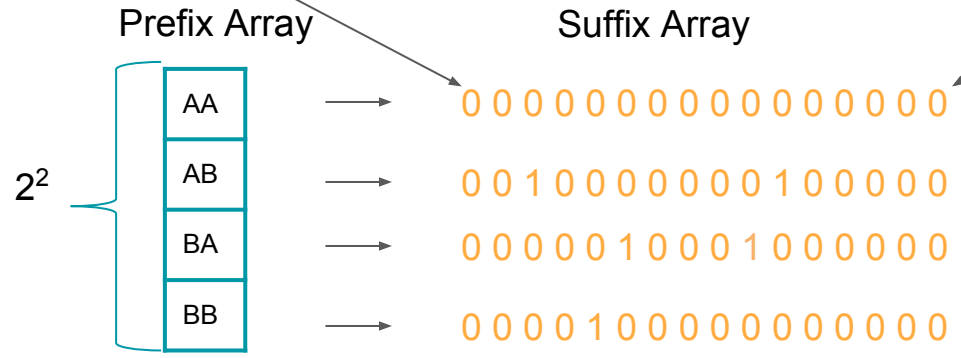 Prefix Array Suffix Array
AA 0 0 0 0 0 0 0 0 0 0 0 0 0 0 0 0
2² AB 0 0 1 0 0 0 0 0 0 0 1 0 0 0 0 0
BA 0 0 0 0 0 1 0 0 0 1 0 0 0 0 0 0
BB 0 0 0 0 1 0 0 0 0 0 0 0 0 0 0 0